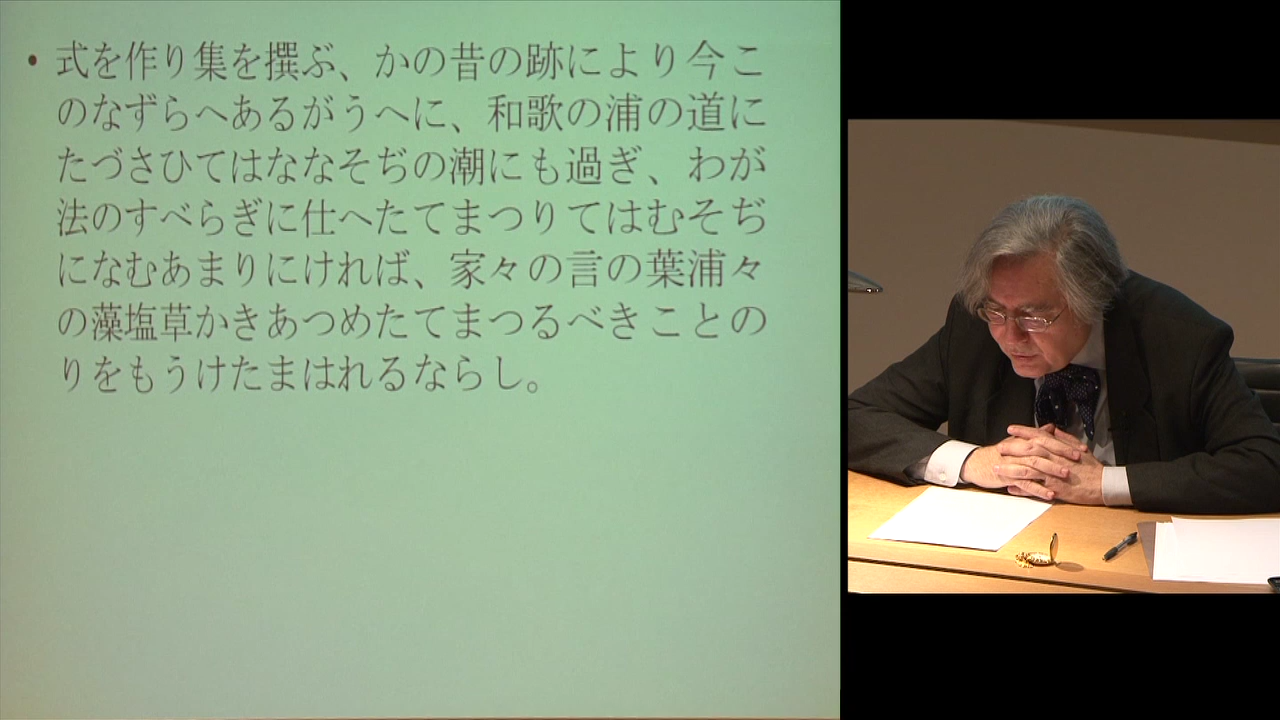 ・式を作り集を撰ぶ、かの昔の跡により今こ
のなずらへあるがうへに、和歌の浦の道に
たづさひてはななそぢの潮にも過ぎ、わが
法のすべらぎに仕へたてまつりてはむそぢ
になむあまりにければ、家々の言の葉浦々
の藻塩草かきあつめたてまつるべきことの
りをもうけたまはれるならし。